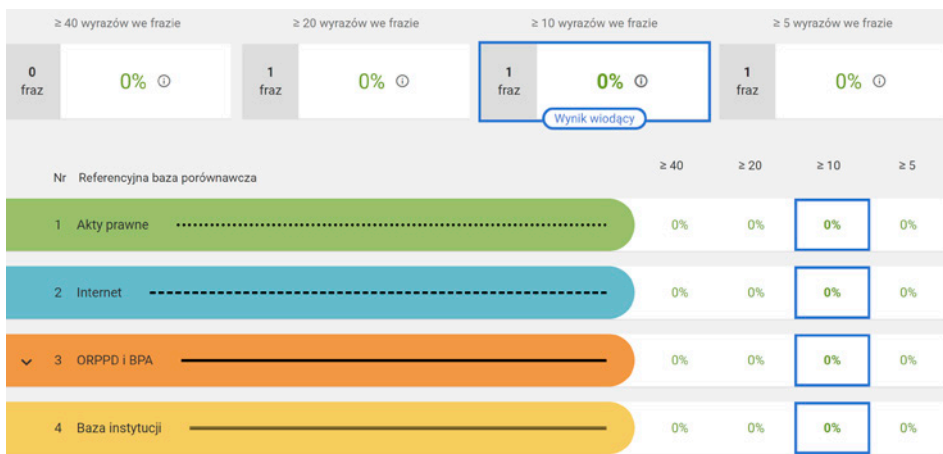 ≥ 40 wyrazów we frazie ≥ 20 wyrazów we frazie ≥ 10 wyrazów we frazie ≥ 5 wyrazów we frazie
0 fraz 0% 1 fraz 0% 1 fraz 0% 1 fraz 0%
Wynik wiodący
Nr Referencyjna baza porównawcza ≥ 40 ≥ 20 ≥ 10 ≥ 5
1 Akty prawne 0% 0% 0% 0%
2 Internet 0% 0% 0% 0%
3 ORPPD i BPA 0% 0% 0% 0%
4 Baza instytucji 0% 0% 0% 0%